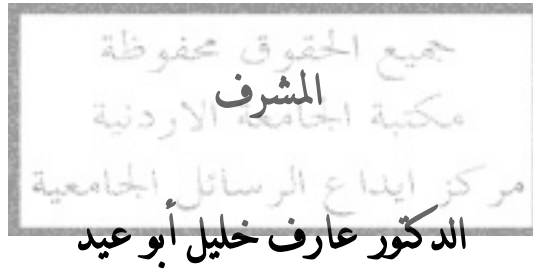 جميع الحقوق محفوظة
المشرف
مكتبة الجامعة الاردنية
مركز ايداع الرسائل الجامعية
الدكتور عارف خليل أبو عيد